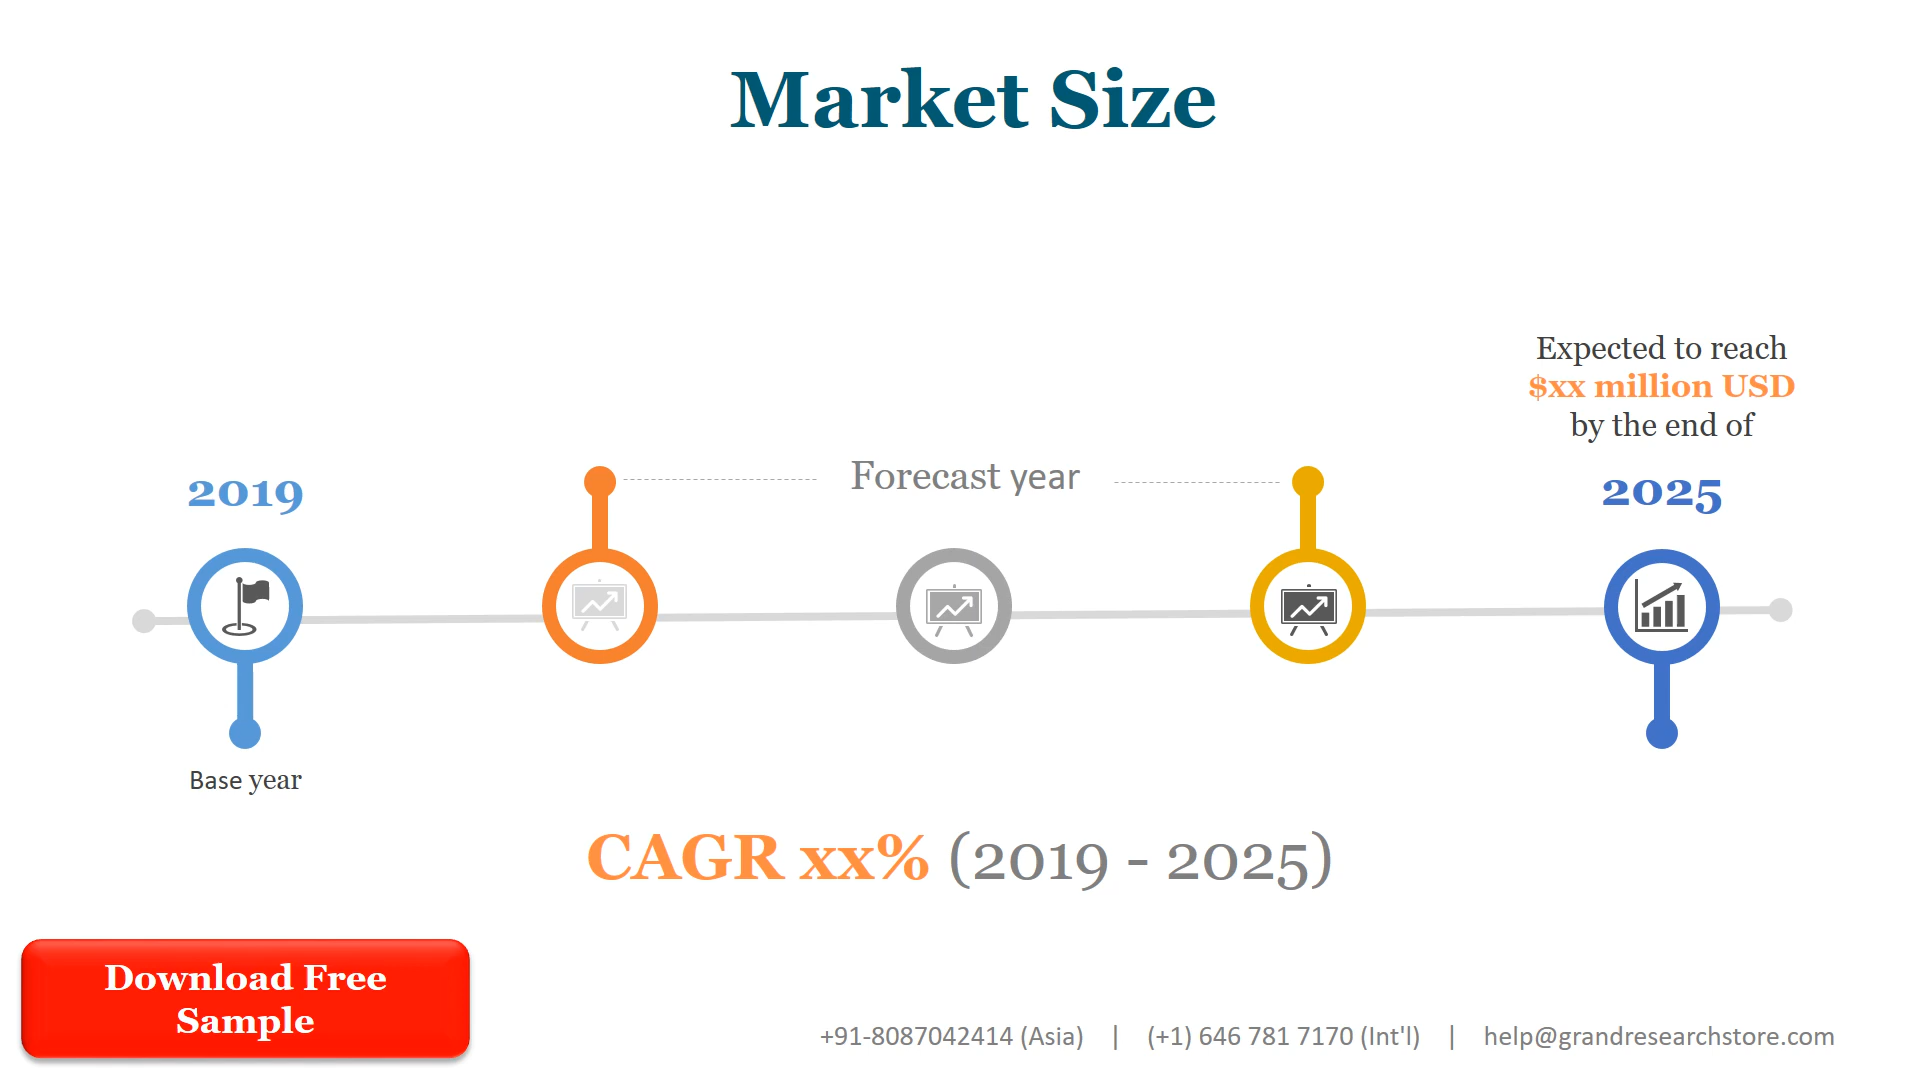 Market Size
Expected to reach
$xx million USD
by the end of
2019
Forecast year
2025
Base year
CAGR xx% (2019 - 2025)
Download Free
Sample
+91-8087042414 (Asia) | (+1) 646 781 7170 (Int'l) | help@grandresearchstore.com